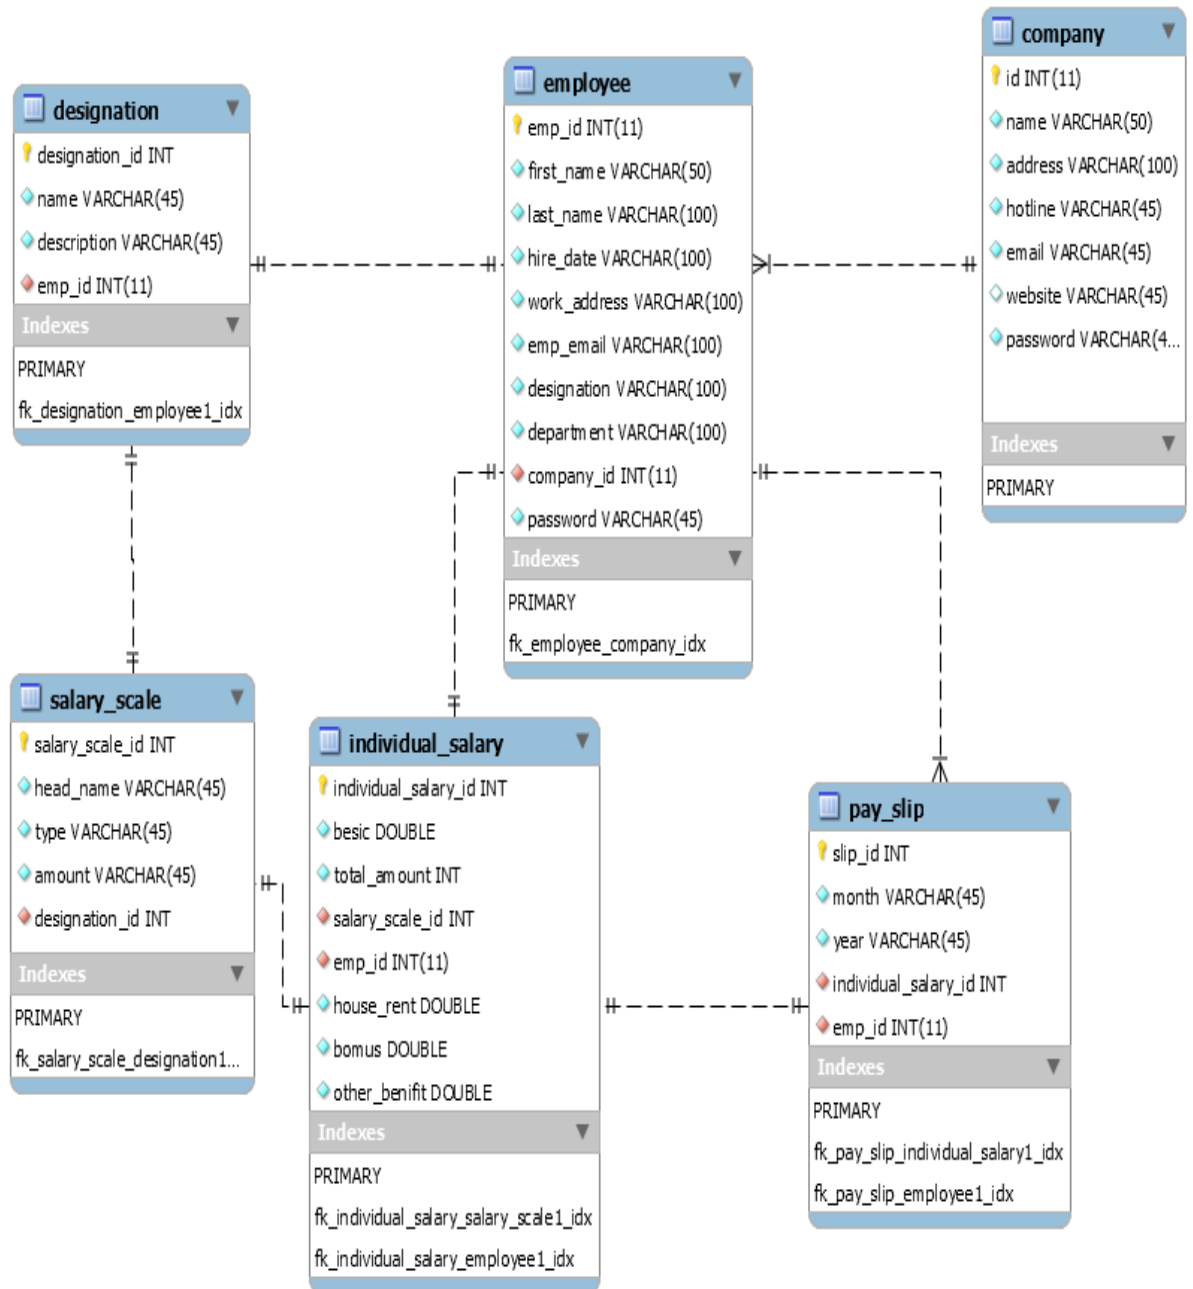 designation
designation_id INT
name VARCHAR(45)
description VARCHAR(45)
emp_id INT(11)
Indexes
PRIMARY
fk_designation_employee1_idx
employee
emp_id INT(11)
first_name VARCHAR(50)
last_name VARCHAR(100)
hire_date VARCHAR(100)
work_address VARCHAR(100)
emp_email VARCHAR(100)
designation VARCHAR(100)
department VARCHAR(100)
company_id INT(11)
password VARCHAR(45)
Indexes
PRIMARY
fk_employee_company_idx
company
id INT(11)
name VARCHAR(50)
address VARCHAR(100)
hotline VARCHAR(45)
email VARCHAR(45)
website VARCHAR(45)
password VARCHAR(4...
Indexes
PRIMARY
salary_scale
salary_scale_id INT
head_name VARCHAR(45)
type VARCHAR(45)
amount VARCHAR(45)
designation_id INT
Indexes
PRIMARY
fk_salary_scale_designation1...
individual_salary
individual_salary_id INT
besic DOUBLE
total_amount INT
salary_scale_id INT
emp_id INT(11)
house_rent DOUBLE
bomus DOUBLE
other_benifit DOUBLE
Indexes
PRIMARY
fk_individual_salary_salary_scale1_idx
fk_individual_salary_employee1_idx
pay_slip
slip_id INT
month VARCHAR(45)
year VARCHAR(45)
individual_salary_id INT
emp_id INT(11)
Indexes
PRIMARY
fk_pay_slip_individual_salary1_idx
fk_pay_slip_employee1_idx